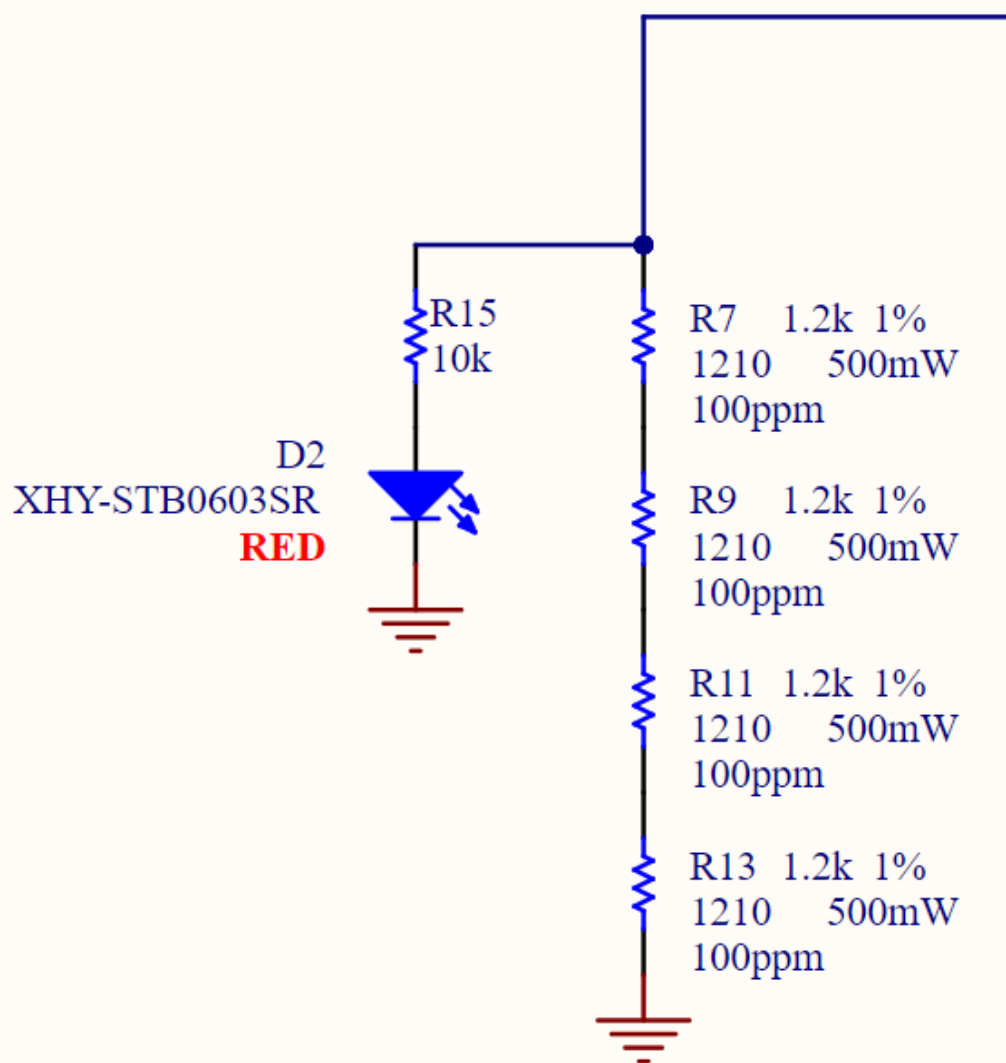 R15
10k
D2
XHY-STB0603SR
RED
R7 1.2k 1%
1210 500mW
100ppm
R9 1.2k 1%
1210 500mW
100ppm
R11 1.2k 1%
1210 500mW
100ppm
R13 1.2k 1%
1210 500mW
100ppm